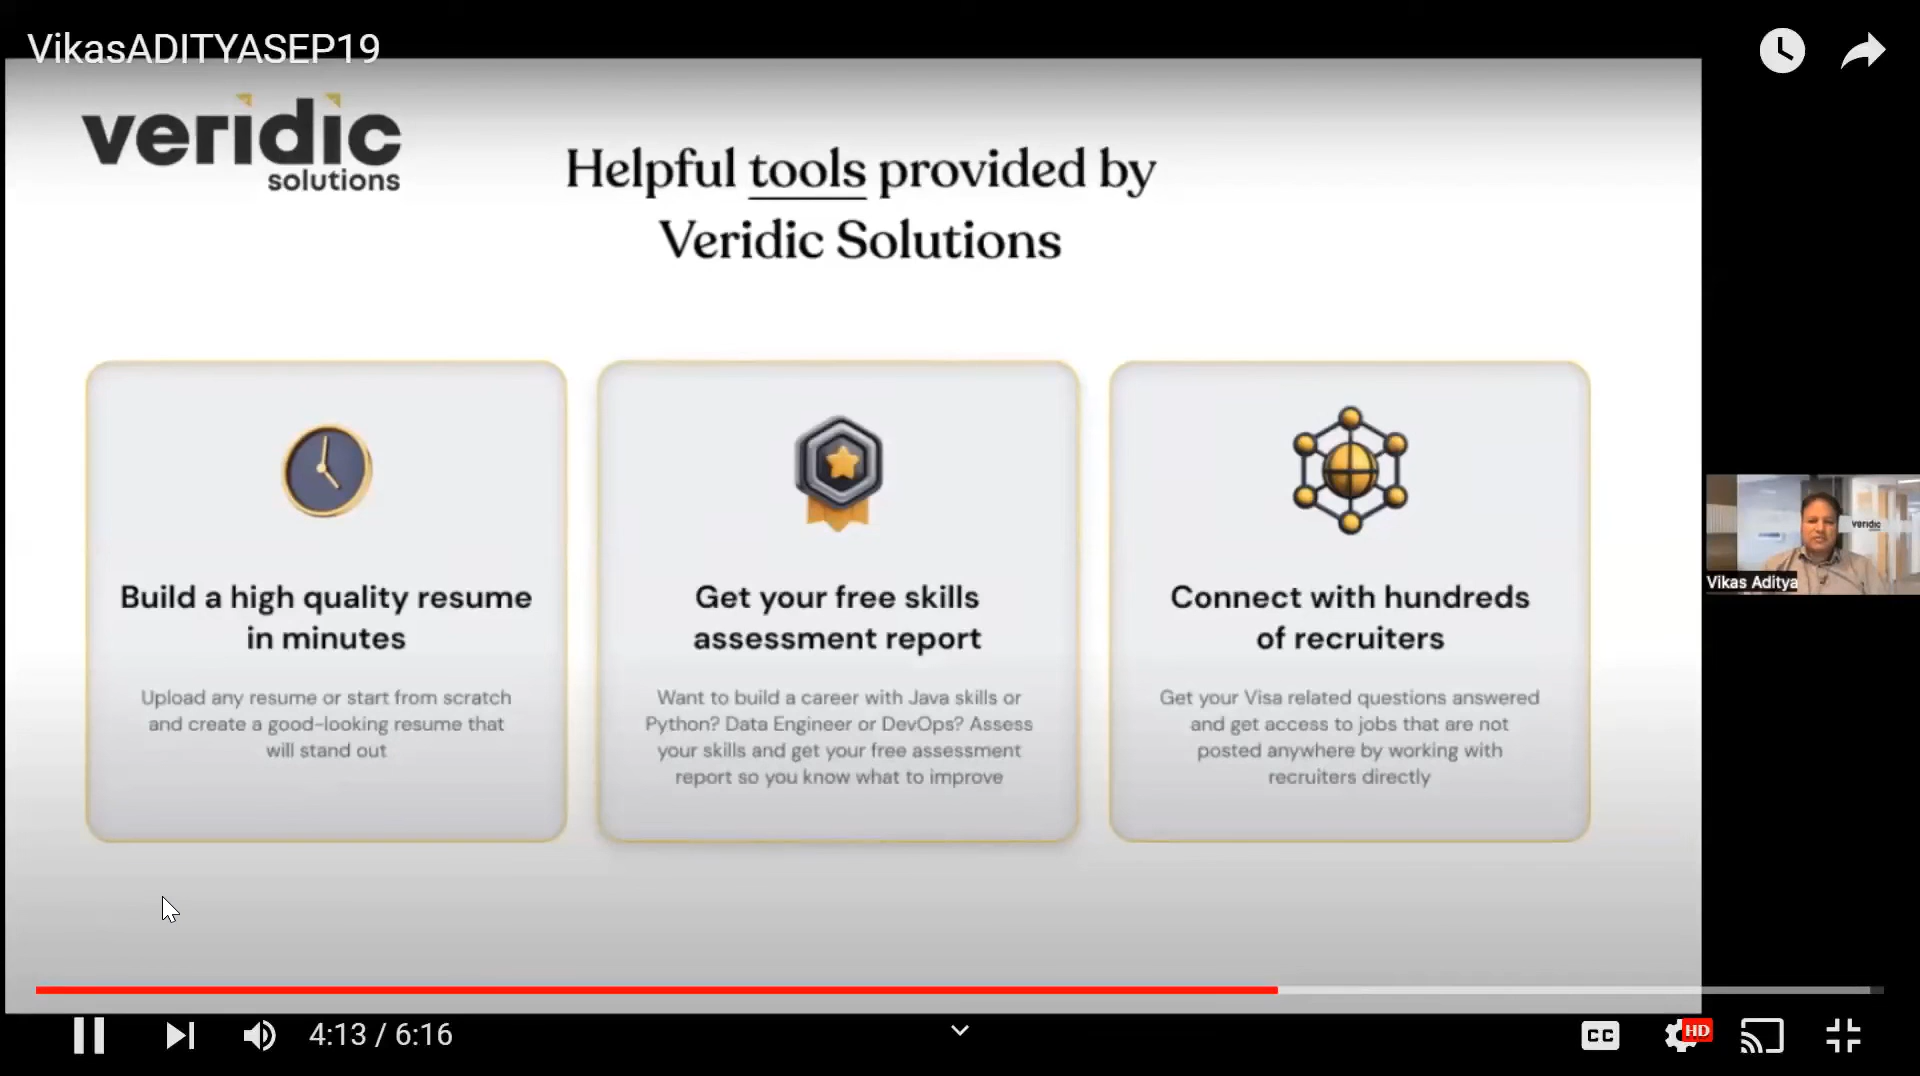 VikasADITYASEP19
veridic
solutions
Helpful tools provided by
Veridic Solutions
Build a high quality resume
in minutes
Upload any resume or start from scratch
and create a good-looking resume that
will stand out
Get your free skills
assessment report
Want to build a career with Java skills or
Python? Data Engineer or DevOps? Assess
your skills and get your free assessment
report so you know what to improve
Connect with hundreds
of recruiters
Get your Visa related questions answered
and get access to jobs that are not
posted anywhere by working with
recruiters directly
veridic
Vikas Aditya
4:13 / 6:16
CC
HD